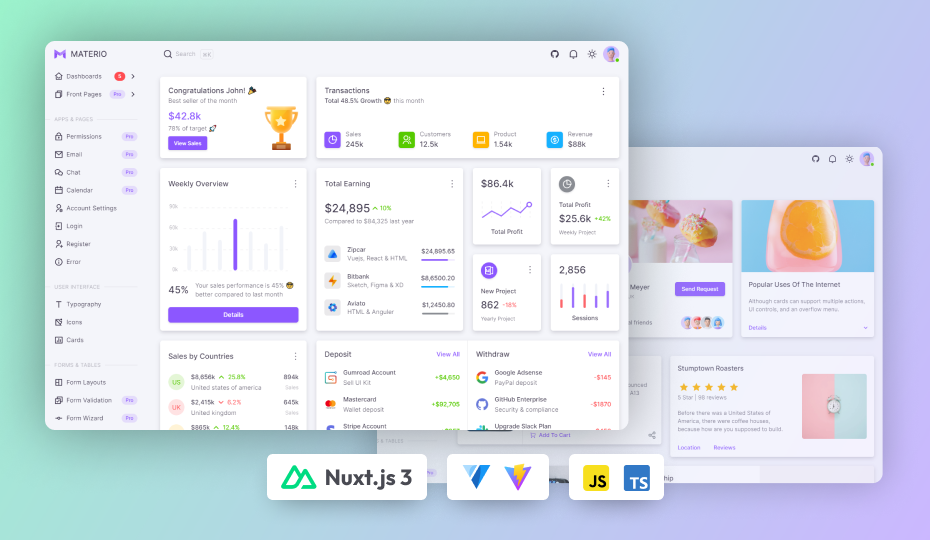 MATERIO
Search
⌘K
Dashboards
5
Front Pages
Pro
APPS & PAGES
Permissions
Pro
Email
Pro
Chat
Pro
Calendar
Pro
Account Settings
Login
Register
Error
USER INTERFACE
Typography
Icons
Cards
FORMS & TABLES
Form Layouts
Form Validation
Pro
Form Wizard
Pro
Congratulations John! 🎉
Best seller of the month
$42.8k
78% of target 🚀
View Sales
Transactions
Total 48.5% Growth 😎 this month
Sales
245k
Customers
12.5k
Product
1.54k
Revenue
$88k
Weekly Overview
90k
60k
30k
0k
45%
Your sales performance is 45% 😎
better compared to last month
Details
Total Earning
$24,895
10%
Compared to $84,325 last year
Zipcar
Vuejs, React & HTML
$24,895.65
Bitbank
Sketch, Figma & XD
$8,6500.20
Aviato
HTML & Angular
$1,2450.80
$86.4k
Total Profit
Total Profit
$25.6k
+42%
Weekly Project
New Project
862
-18%
Yearly Project
2,856
Sessions
Sales by Countries
US
$8,656k
25.8%
894k
United states of america
Sales
UK
$2,415k
6.2%
645k
United kingdom
Sales
$865k
12.4%
148k
Deposit
View All
Gumroad Account
Sell UI Kit
+$4,650
Mastercard
Wallet deposit
+$92,705
Stripe Account
Withdraw
View All
Google Adsense
PayPal deposit
-$145
GitHub Enterprise
Security & compliance
-$1870
Upgrade Slack Plan
Meyer
Send Request
friends
Popular Uses Of The Internet
Although cards can support multiple actions,
UI controls, and an overflow menu.
Details
ounced
A13
Add To Cart
Stumptown Roasters
5 Star | 98 reviews
Before there was a United States of
America, there were coffee houses,
because how are you supposed to build.
Location
Reviews
& TABLES
Pro
hip
Nuxt.js 3
JS
TS